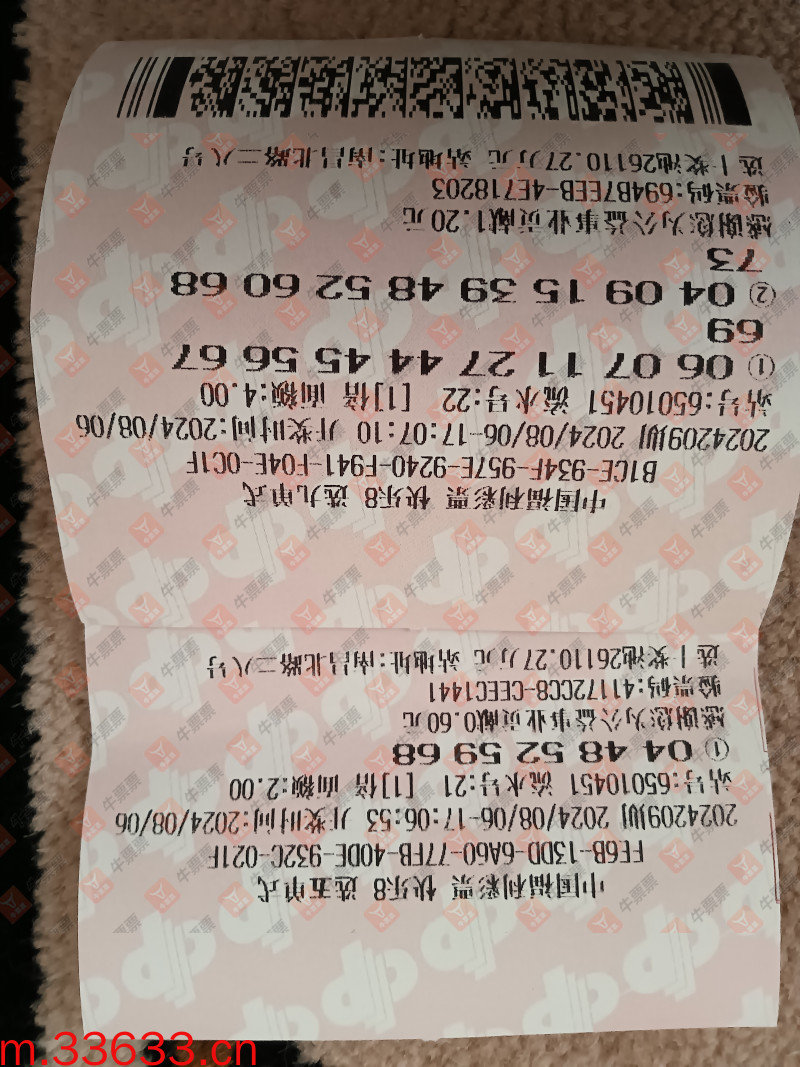 中国福利彩票 快乐8 选五单式
FE6B-13DD-6A60-77FB-40DE-932C-021F
2024209期 2024/08/06-17:06:53 开奖时间:2024/08/06
站号:65010451 流水号:21 [1]倍 面额:2.00
① 04 48 52 59 68
感谢您为公益事业贡献0.60元
验票码:41172CC8-CEEC1441
选十奖池26110.27万元 站地址:南昌北路二八号
中国福利彩票 快乐8 选九单式
B1CE-934F-957E-9240-F941-F04E-0C1F
2024209期 2024/08/06-17:07:10 开奖时间:2024/08/06
站号:65010451 流水号:22 [1]倍 面额:4.00
① 06 07 11 27 44 45 56 67
69
② 04 09 15 39 48 52 60 68
73
感谢您为公益事业贡献1.20元
验票码:694B7EEB-4E718203
选十奖池26110.27万元 站地址:南昌北路二八号
牛票票
m.33633.cn